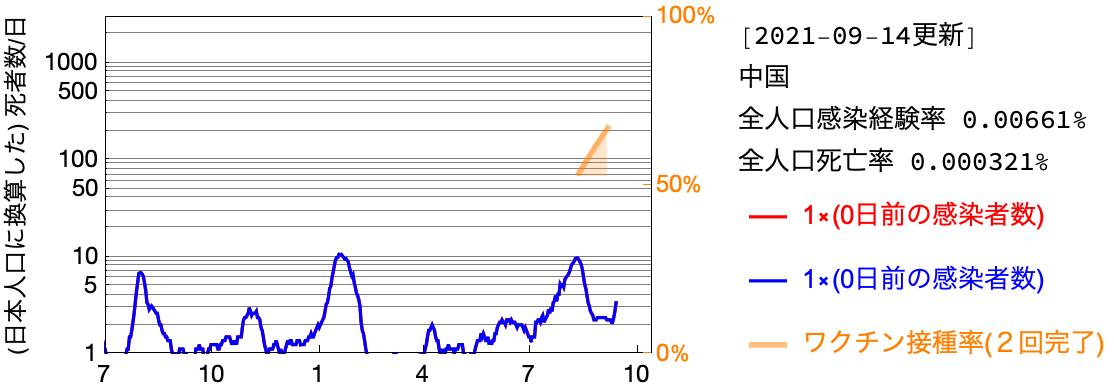 (日本人口に換算した) 死者数/日
1000
500
100
50
10
5
1
7 10 1 4 7 10
100%
50%
0%
[2021-09-14更新]
中国
全人口感染経験率 0.00661%
全人口死亡率 0.000321%
1×(0日前の感染者数)
1×(0日前の感染者数)
ワクチン接種率(２回完了)